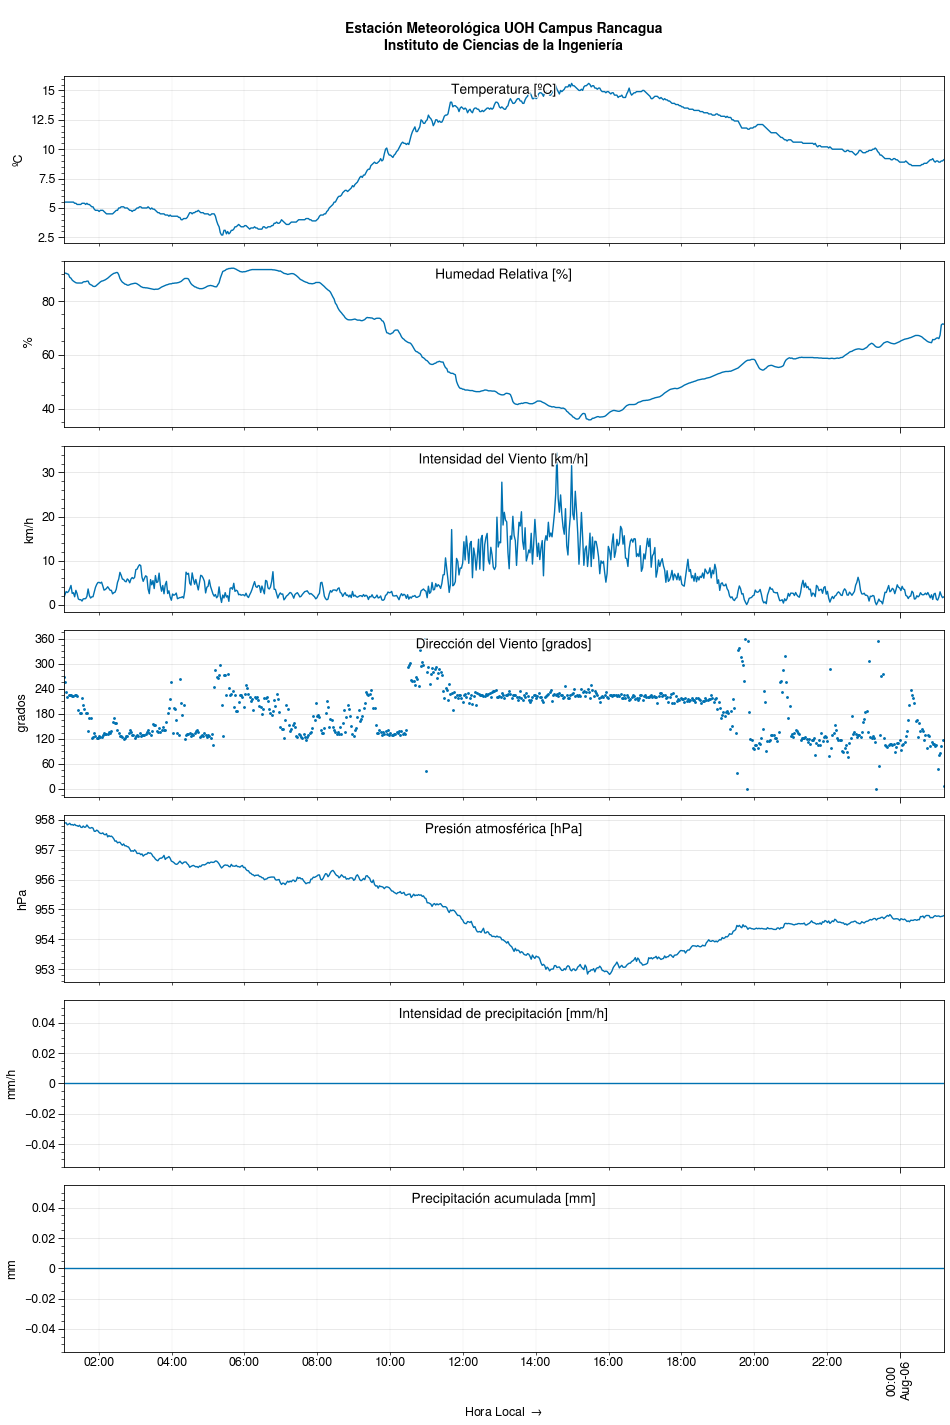 Estación Meteorológica UOH Campus Rancagua
Instituto de Ciencias de la Ingeniería
Temperatura [ºC]
ºC
15
12.5
10
7.5
5
2.5
Humedad Relativa [%]
%
80
60
40
Intensidad del Viento [km/h]
km/h
30
20
10
0
Dirección del Viento [grados]
grados
360
300
240
180
120
60
0
Presión atmosférica [hPa]
hPa
958
957
956
955
954
953
Intensidad de precipitación [mm/h]
mm/h
0.04
0.02
0
−0.02
−0.04
Precipitación acumulada [mm]
mm
0.04
0.02
0
−0.02
−0.04
02:00 04:00 06:00 08:00 10:00 12:00 14:00 16:00 18:00 20:00 22:00 00:00
Aug-06
Hora Local →